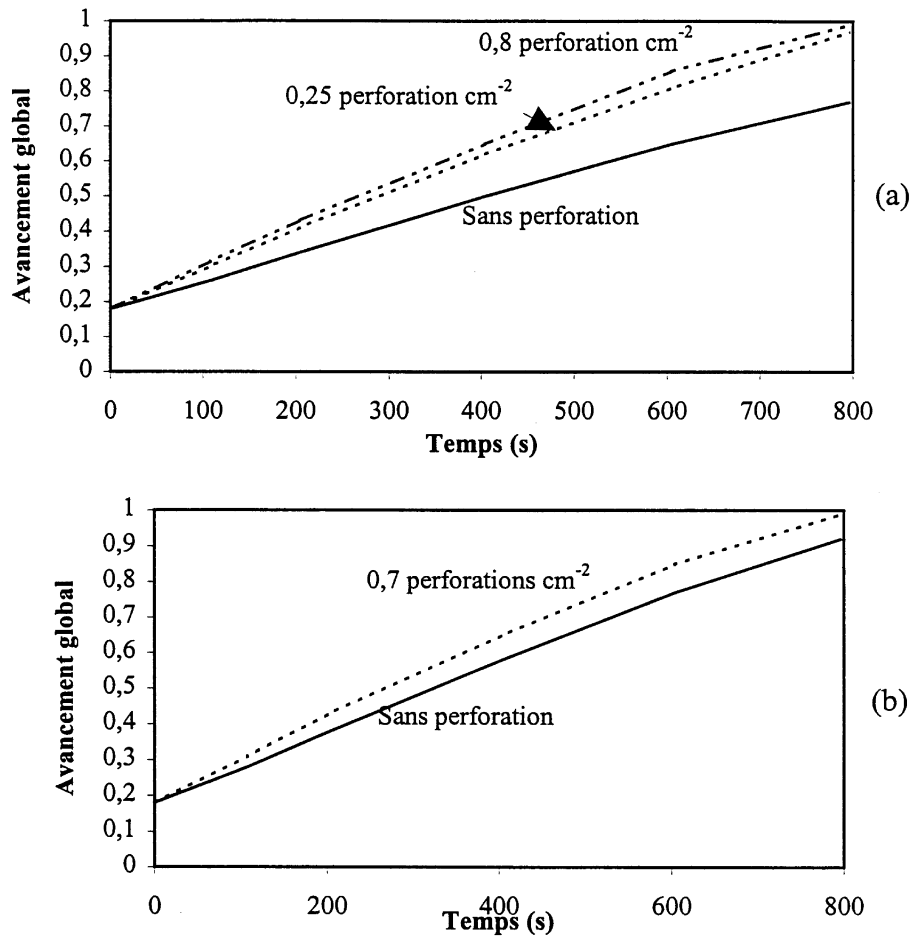 1
0,9
0,8
0,7
0,6
0,5
0,4
0,3
0,2
0,1
0
Avancement global
0,8 perforation cm-2
0,25 perforation cm-2
Sans perforation
(a)
0 100 200 300 400 500 600 700 800
Temps (s)
1
0,9
0,8
0,7
0,6
0,5
0,4
0,3
0,2
0,1
0
Avancement global
0,7 perforations cm-2
Sans perforation
(b)
0 200 400 600 800
Temps (s)